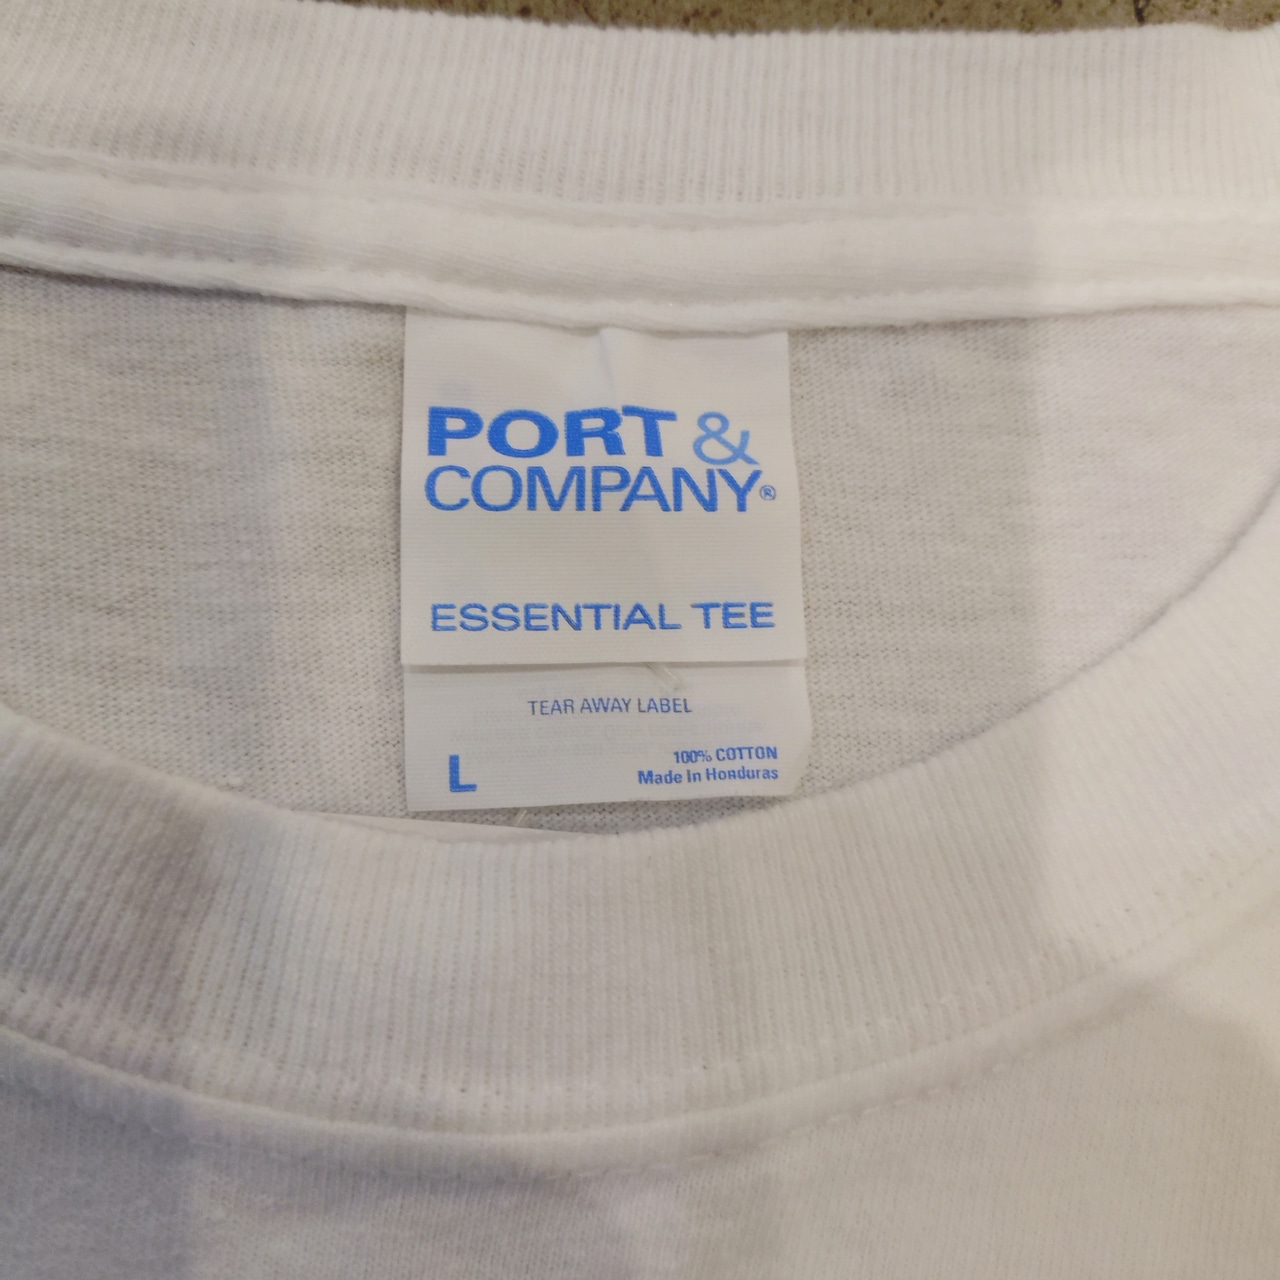 PORT &
COMPANY®
ESSENTIAL TEE
TEAR AWAY LABEL
L
100% COTTON
Made In Honduras